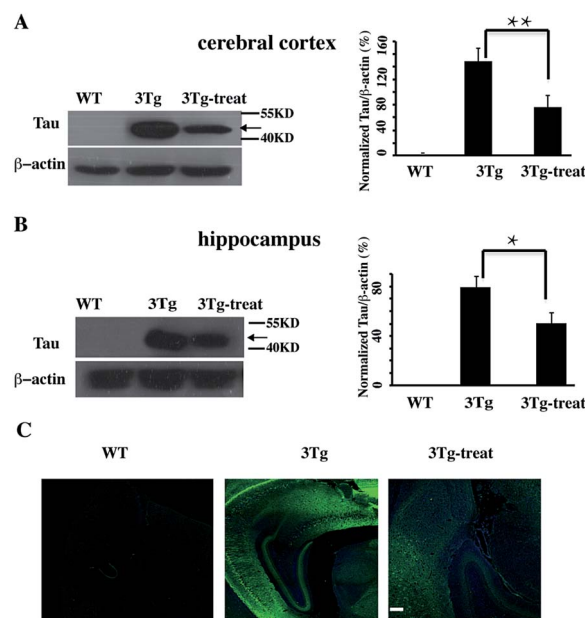 A
cerebral cortex
WT 3Tg 3Tg-treat
55KD
Tau
40KD
β-actin
Normalized Tau/β-actin (%)
160
120
80
40
0
**
WT 3Tg 3Tg-treat
B
hippocampus
WT 3Tg 3Tg-treat
55KD
Tau
40KD
β-actin
Normalized Tau/β-actin (%)
80
40
0
*
WT 3Tg 3Tg-treat
C
WT 3Tg 3Tg-treat